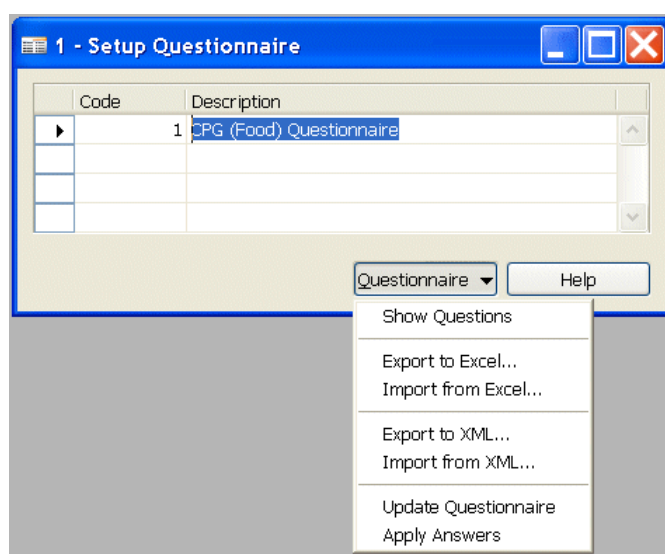 1 - Setup Questionnaire
Code Description
1 CPG (Food) Questionnaire
Questionnaire Help
Show Questions
Export to Excel...
Import from Excel...
Export to XML...
Import from XML...
Update Questionnaire
Apply Answers